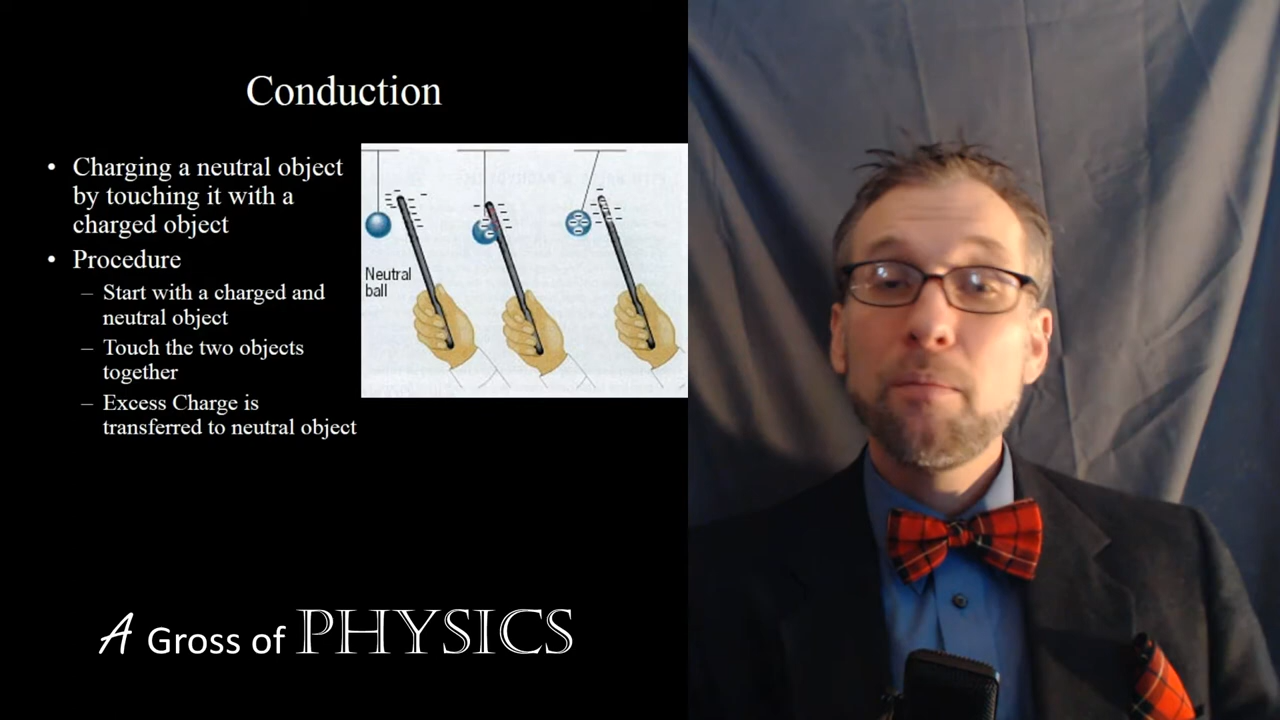 Conduction
• Charging a neutral object
by touching it with a
charged object
• Procedure
– Start with a charged and
neutral object
– Touch the two objects
together
– Excess Charge is
transferred to neutral object
Neutral
ball
A Gross of PHYSICS